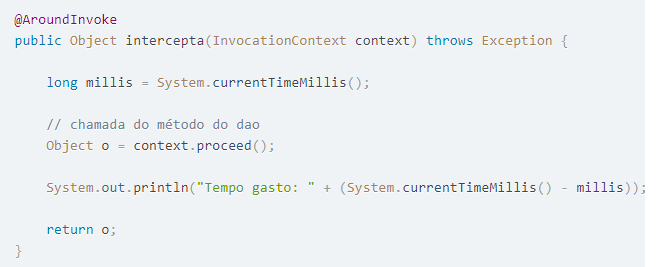 @AroundInvoke
public Object intercepta(InvocationContext context) throws Exception {
long millis = System.currentTimeMillis();
// chamada do método do dao
Object o = context.proceed();
System.out.println("Tempo gasto: " + (System.currentTimeMillis() - millis));
return o;
}